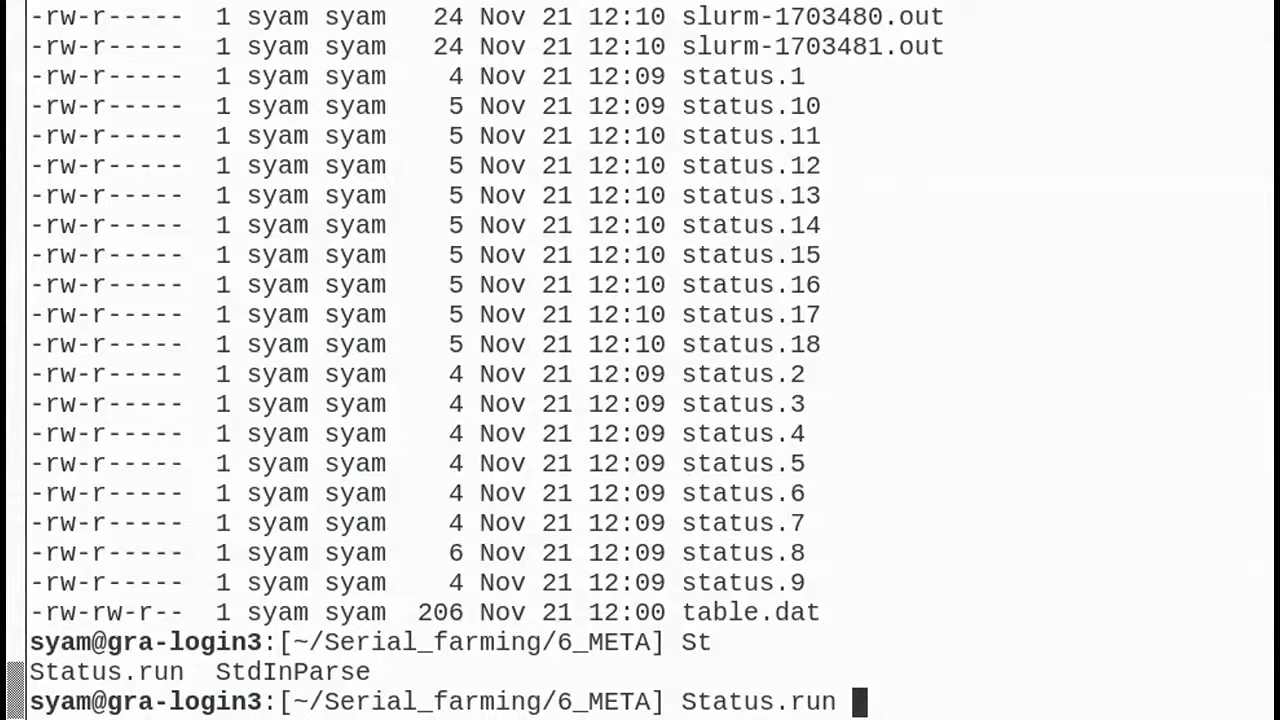 -rw-r-----  1 syam syam   24 Nov 21 12:10 slurm-1703480.out
-rw-r-----  1 syam syam   24 Nov 21 12:10 slurm-1703481.out
-rw-r-----  1 syam syam    4 Nov 21 12:09 status.1
-rw-r-----  1 syam syam    5 Nov 21 12:09 status.10
-rw-r-----  1 syam syam    5 Nov 21 12:10 status.11
-rw-r-----  1 syam syam    5 Nov 21 12:10 status.12
-rw-r-----  1 syam syam    5 Nov 21 12:10 status.13
-rw-r-----  1 syam syam    5 Nov 21 12:10 status.14
-rw-r-----  1 syam syam    5 Nov 21 12:10 status.15
-rw-r-----  1 syam syam    5 Nov 21 12:10 status.16
-rw-r-----  1 syam syam    5 Nov 21 12:10 status.17
-rw-r-----  1 syam syam    5 Nov 21 12:10 status.18
-rw-r-----  1 syam syam    4 Nov 21 12:09 status.2
-rw-r-----  1 syam syam    4 Nov 21 12:09 status.3
-rw-r-----  1 syam syam    4 Nov 21 12:09 status.4
-rw-r-----  1 syam syam    4 Nov 21 12:09 status.5
-rw-r-----  1 syam syam    4 Nov 21 12:09 status.6
-rw-r-----  1 syam syam    4 Nov 21 12:09 status.7
-rw-r-----  1 syam syam    6 Nov 21 12:09 status.8
-rw-r-----  1 syam syam    4 Nov 21 12:09 status.9
-rw-rw-r--  1 syam syam  206 Nov 21 12:00 table.dat
syam@gra-login3:[~/Serial_farming/6_META] St
Status.run  StdInParse
syam@gra-login3:[~/Serial_farming/6_META] Status.run